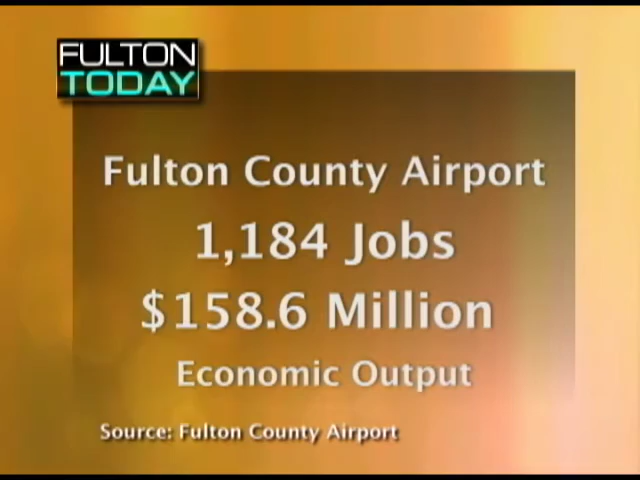 FULTON
TODAY
Fulton County Airport
1,184 Jobs
$158.6 Million
Economic Output
Source: Fulton County Airport